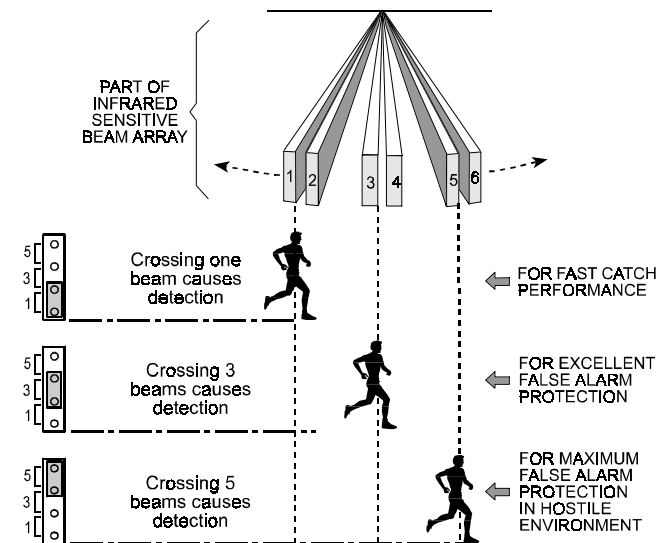 PART OF
INFRARED
SENSITIVE
BEAM ARRAY
1 2 3 4 5 6
5
3
1
Crossing one
beam causes
detection
FOR FAST CATCH
PERFORMANCE
5
3
1
Crossing 3
beams causes
detection
FOR EXCELLENT
FALSE ALARM
PROTECTION
5
3
1
Crossing 5
beams causes
detection
FOR MAXIMUM
FALSE ALARM
PROTECTION
IN HOSTILE
ENVIRONMENT